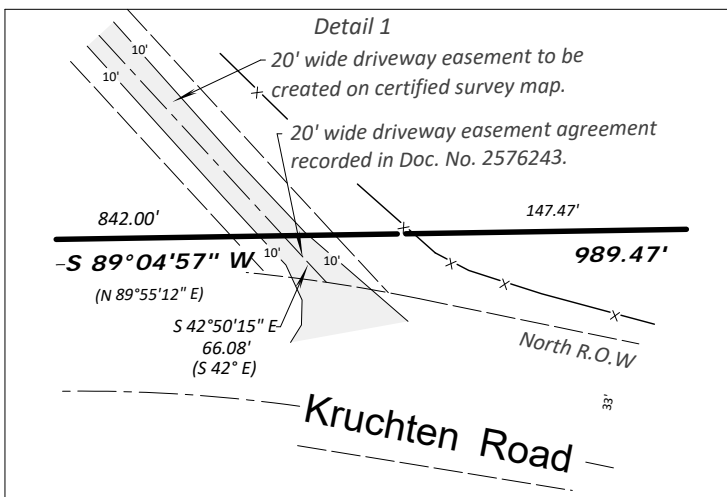 Detail 1
10'
20' wide driveway easement to be
10'
created on certified survey map.
20' wide driveway easement agreement
recorded in Doc. No. 2576243.
842.00'
147.47'
S 89°04'57" W
10'
10'
989.47'
(N 89°55'12" E)
S 42°50'15" E
66.08'
(S 42° E)
North R.O.W
33'
Kruchten Road